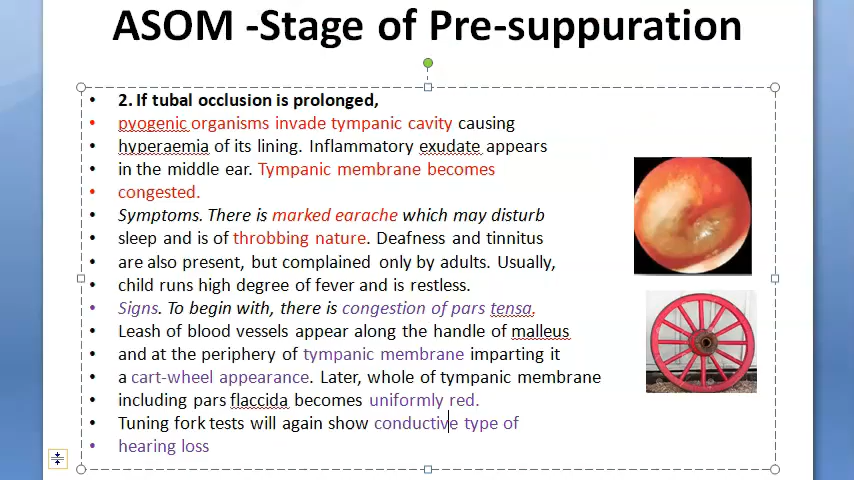 ASOM -Stage of Pre-suppuration
• 2. If tubal occlusion is prolonged,
• pyogenic organisms invade tympanic cavity causing
• hyperaemia of its lining. Inflammatory exudate appears
• in the middle ear. Tympanic membrane becomes
• congested.
• Symptoms. There is marked earache which may disturb
• sleep and is of throbbing nature. Deafness and tinnitus
• are also present, but complained only by adults. Usually,
• child runs high degree of fever and is restless.
• Signs. To begin with, there is congestion of pars tensa.
• Leash of blood vessels appear along the handle of malleus
• and at the periphery of tympanic membrane imparting it
• a cart-wheel appearance. Later, whole of tympanic membrane
• including pars flaccida becomes uniformly red.
• Tuning fork tests will again show conductive type of
• hearing loss